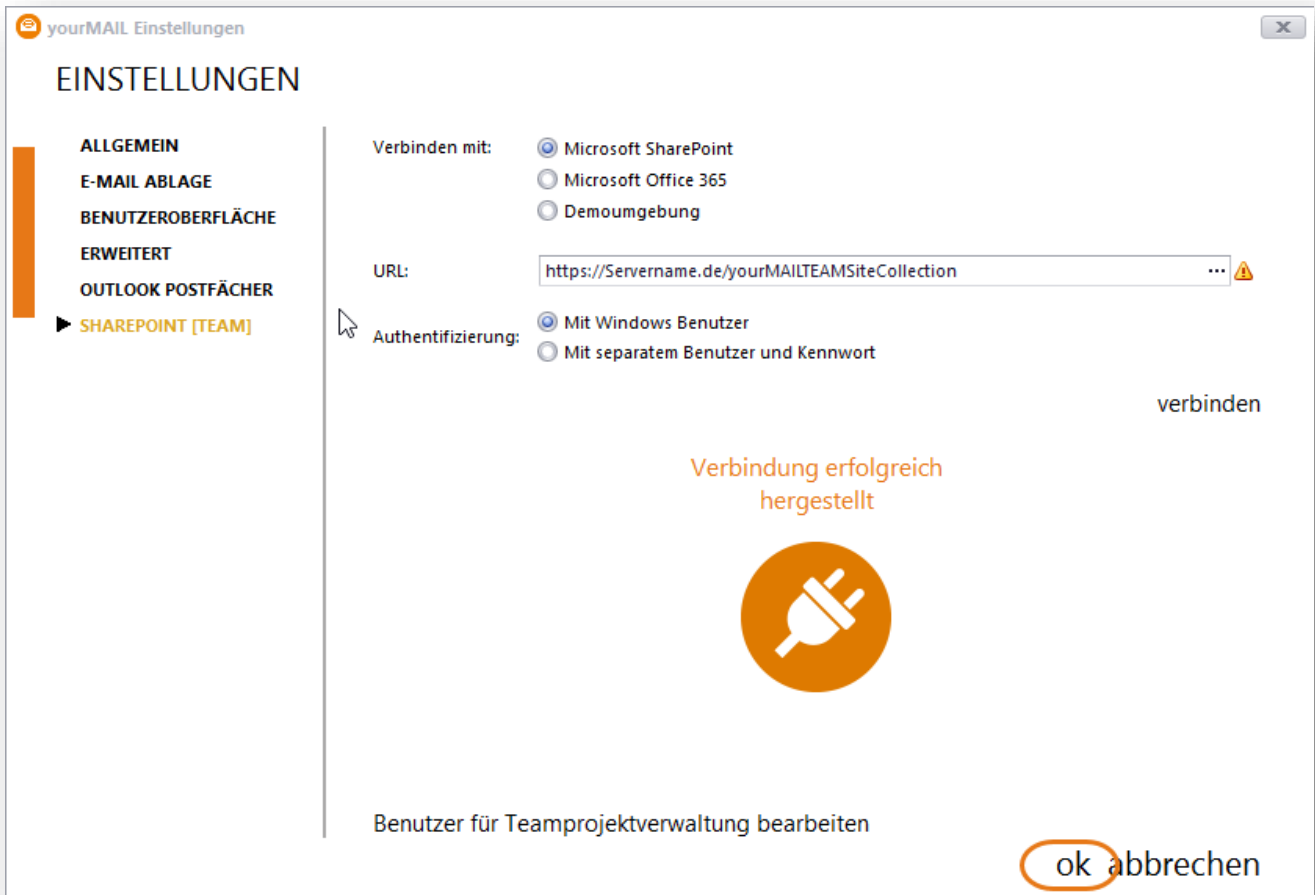 yourMAIL Einstellungen
EINSTELLUNGEN
ALLGEMEIN
E-MAIL ABLAGE
BENUTZEROBERFLÄCHE
ERWEITERT
OUTLOOK POSTFÄCHER
SHAREPOINT [TEAM]
Verbinden mit:
Microsoft SharePoint
Microsoft Office 365
Demoumgebung
URL:
https://Servername.de/yourMAILTEAMSiteCollection ...
Authentifizierung:
Mit Windows Benutzer
Mit separatem Benutzer und Kennwort
verbinden
Verbindung erfolgreich
hergestellt
Benutzer für Teamprojektverwaltung bearbeiten
ok abbrechen